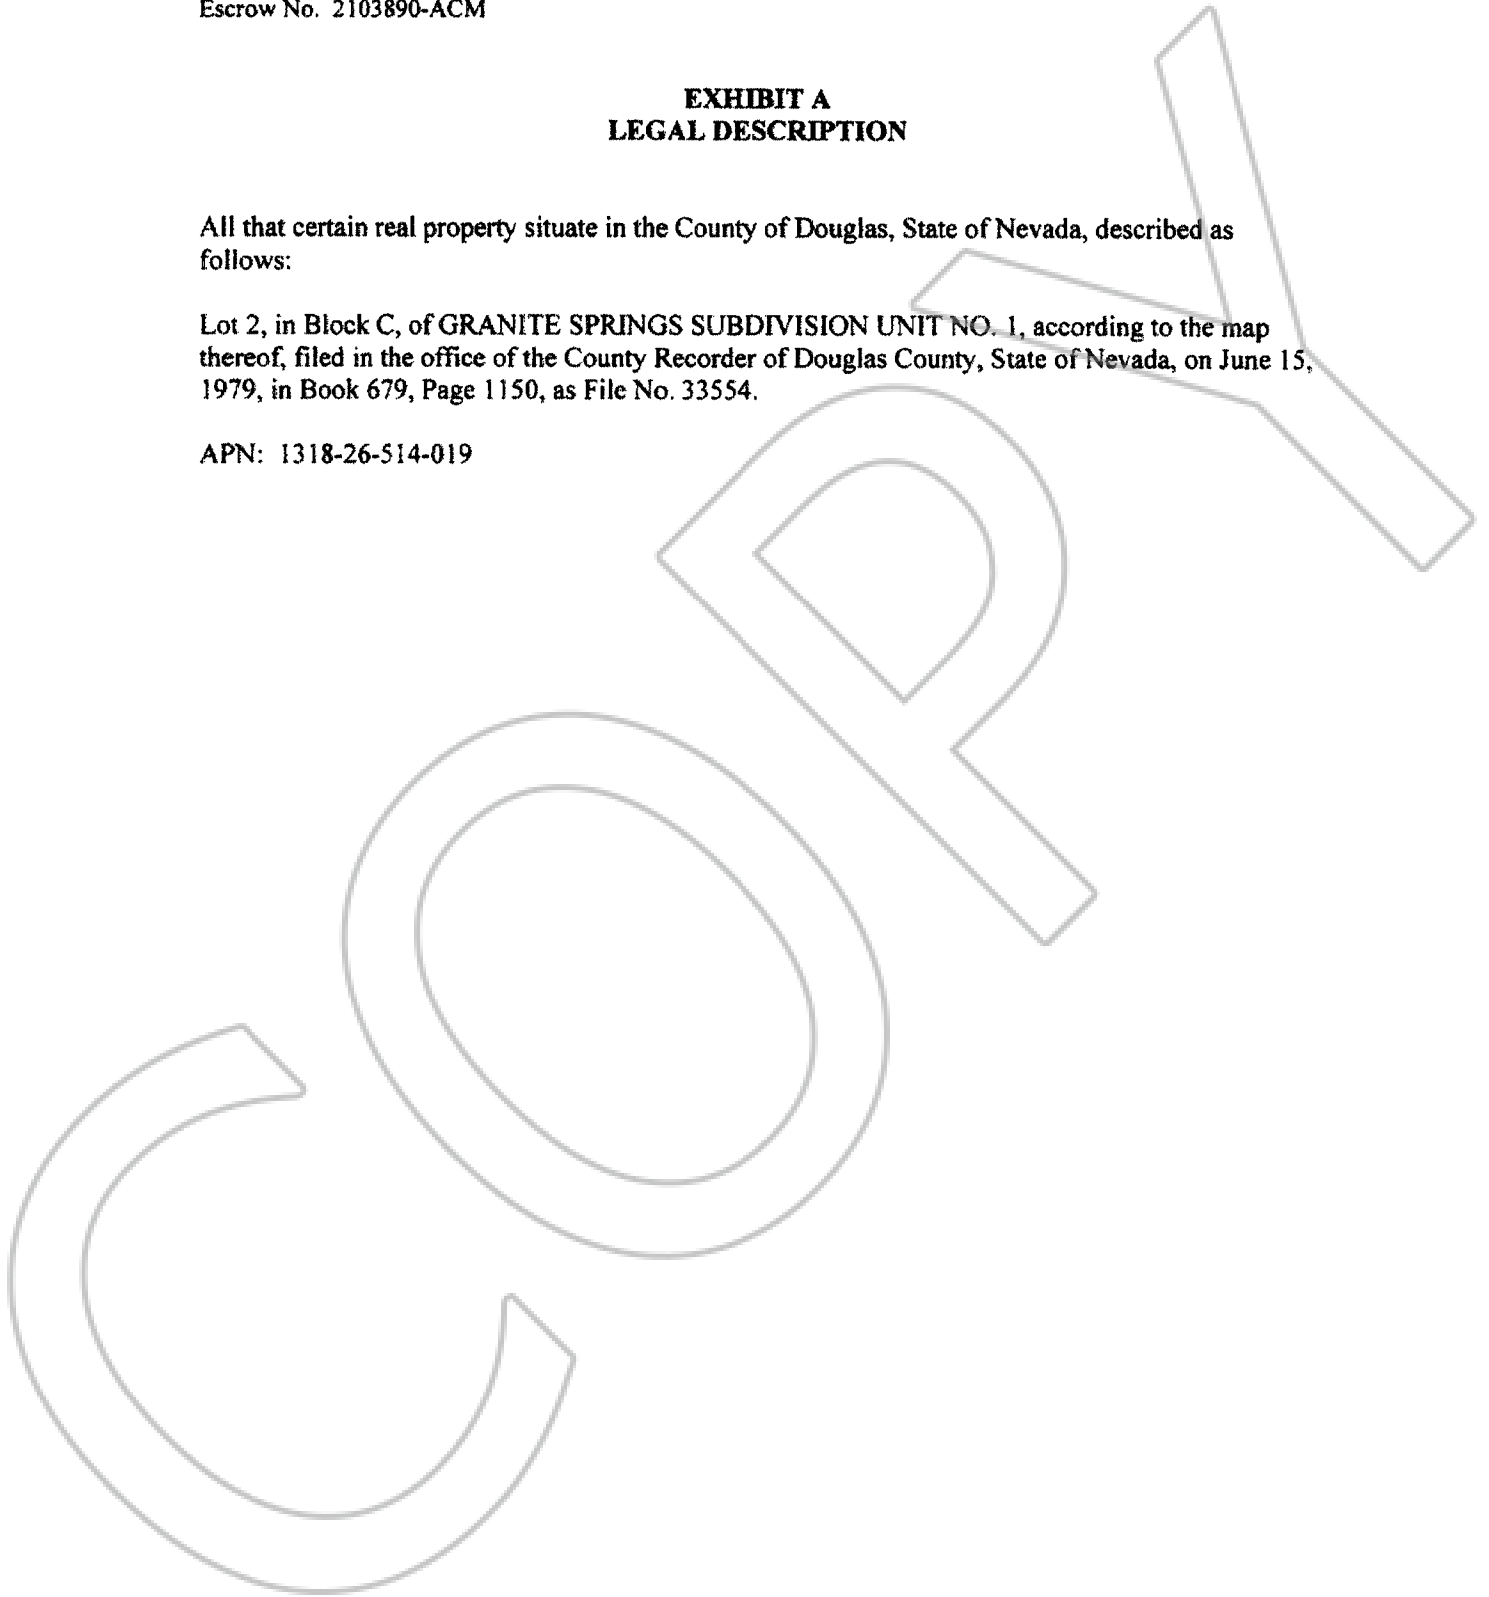 Escrow No. 2103890-ACM
EXHIBIT A
LEGAL DESCRIPTION
All that certain real property situate in the County of Douglas, State of Nevada, described as
follows:
Lot 2, in Block C, of GRANITE SPRINGS SUBDIVISION UNIT NO. 1, according to the map
thereof, filed in the office of the County Recorder of Douglas County, State of Nevada, on June 15,
1979, in Book 679, Page 1150, as File No. 33554.
APN: 1318-26-514-019
COPY